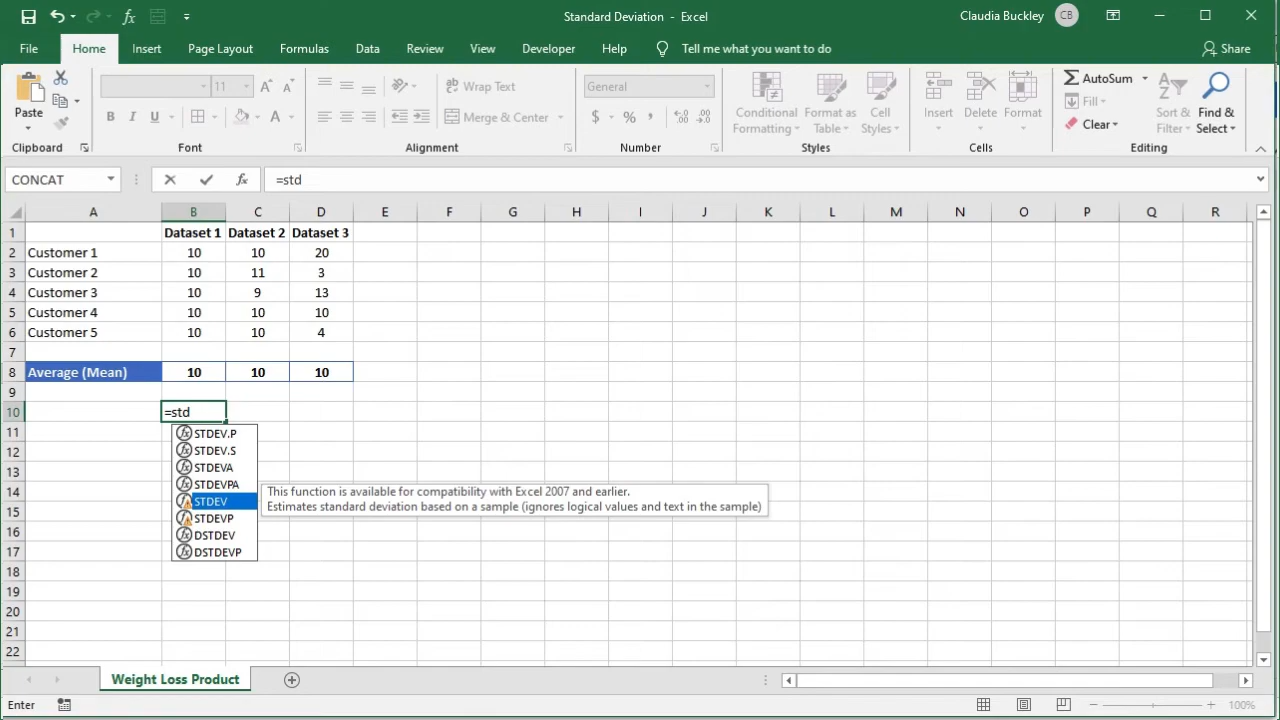 Standard Deviation - Excel
Claudia Buckley CB
File Home Insert Page Layout Formulas Data Review View Developer Help Tell me what you want to do Share
11 Wrap Text General AutoSum
Paste B I U A Merge & Center $ % Conditional Formatting Format as Table Cell Styles Insert Delete Format Fill Clear Sort & Filter Find & Select
Clipboard Font Alignment Number Styles Cells Editing
CONCAT fx =std
A B C D E F G H I J K L M N O P Q R
1 Dataset 1 Dataset 2 Dataset 3
2 Customer 1 10 10 20
3 Customer 2 10 11 3
4 Customer 3 10 9 13
5 Customer 4 10 10 10
6 Customer 5 10 10 4
7
8 Average (Mean) 10 10 10
9
10 =std
11 STDEV.P
12 STDEV.S
13 STDEVA
14 STDEVPA This function is available for compatibility with Excel 2007 and earlier.
15 STDEV Estimates standard deviation based on a sample (ignores logical values and text in the sample)
STDEVP
16 DSTDEV
17 DSTDEVP
18
19
20
21
22
Weight Loss Product
Enter 100%